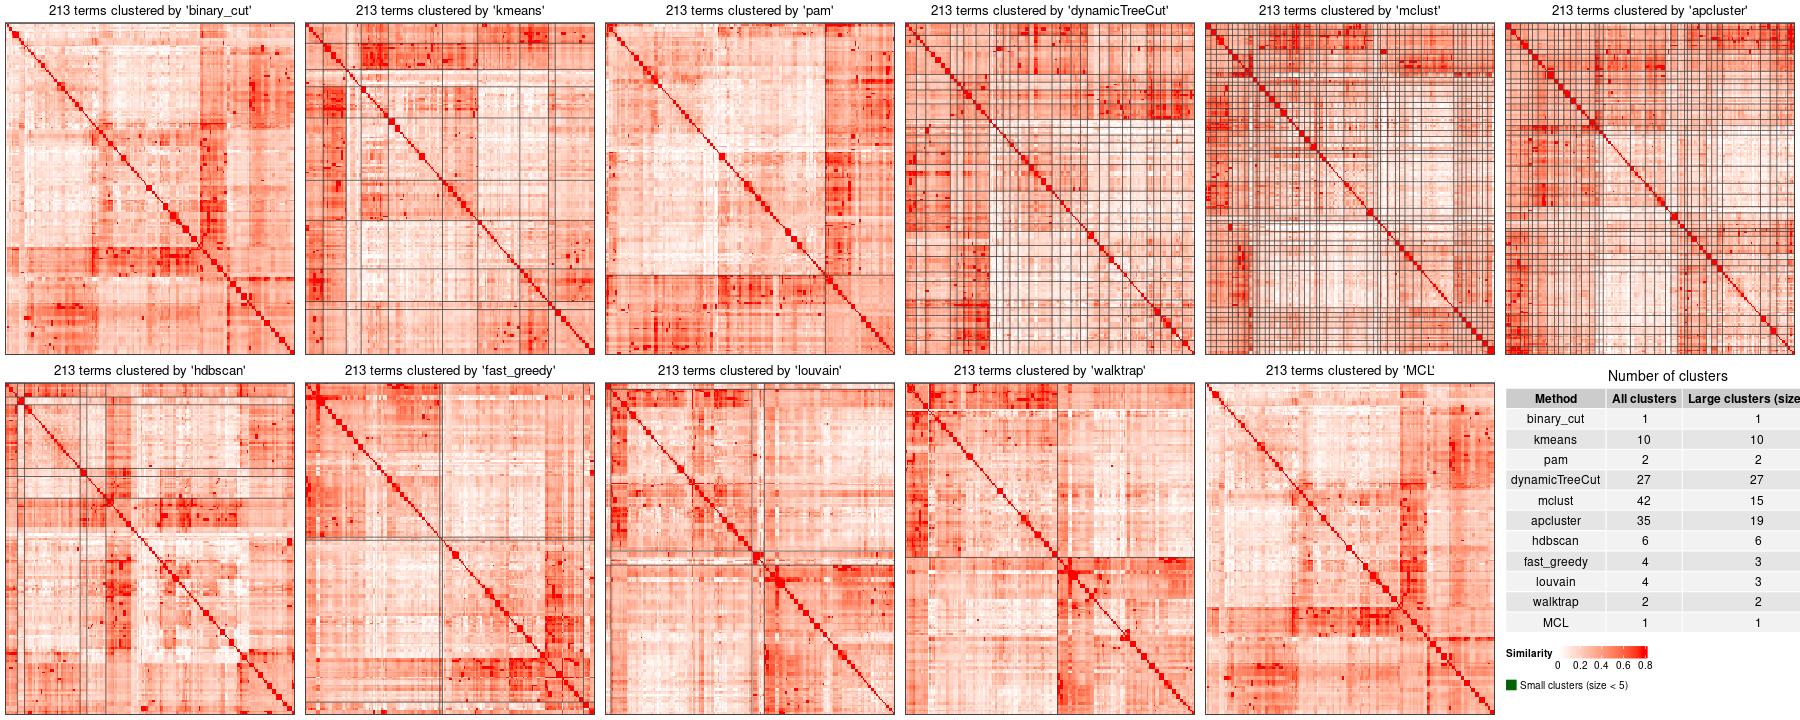 213 terms clustered by 'binary_cut'
213 terms clustered by 'kmeans'
213 terms clustered by 'pam'
213 terms clustered by 'dynamicTreeCut'
213 terms clustered by 'mclust'
213 terms clustered by 'apcluster'
213 terms clustered by 'hdbscan'
213 terms clustered by 'fast_greedy'
213 terms clustered by 'louvain'
213 terms clustered by 'walktrap'
213 terms clustered by 'MCL'
Number of clusters
Method All clusters Large clusters (size
binary_cut 1 1
kmeans 10 10
pam 2 2
dynamicTreeCut 27 27
mclust 42 15
apcluster 35 19
hdbscan 6 6
fast_greedy 4 3
louvain 4 3
walktrap 2 2
MCL 1 1
Similarity
0 0.2 0.4 0.6 0.8
Small clusters (size < 5)